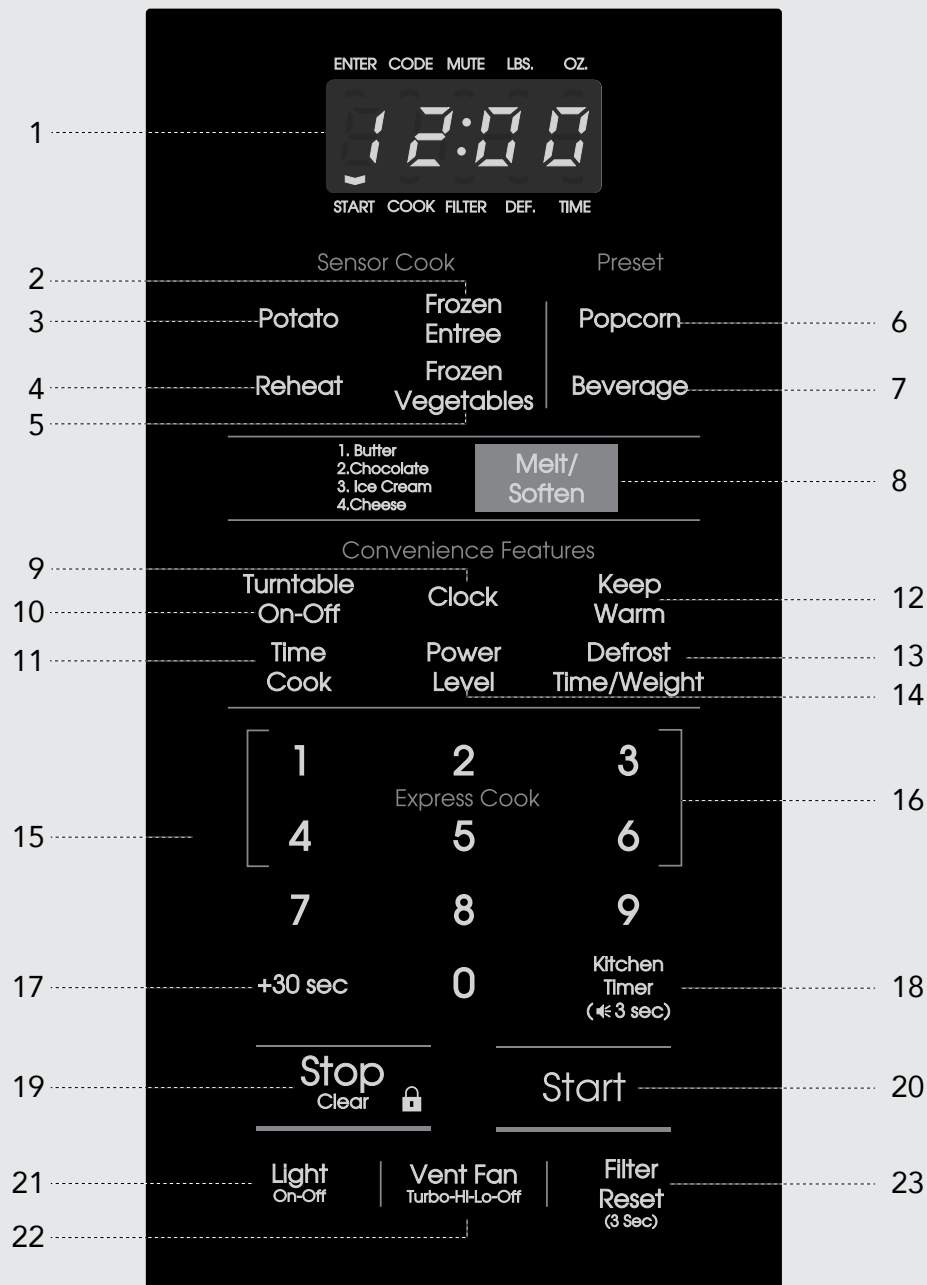 ENTER CODE MUTE LBS. OZ.
1
12:00
START COOK FILTER DEF. TIME
Sensor Cook Preset
2
3
Potato
Frozen
Entree
Popcorn
6
4
Reheat
Frozen
Vegetables
Beverage
7
5
1. Butter
2.Chocolate
3. Ice Cream
4.Cheese
Melt/
Soften
8
Convenience Features
9
10
Turntable
On-Off
Clock
Keep
Warm
12
11
Time
Cook
Power
Level
Defrost
Time/Weight
13
14
1 2 3
Express Cook
16
15
4 5 6
7 8 9
17
+30 sec
0
Kitchen
Timer
(3 sec)
18
19
Stop
Clear
Start
20
21
Light
On-Off
Vent Fan
Turbo-Hi-Lo-Off
Filter
Reset
(3 Sec)
23
22